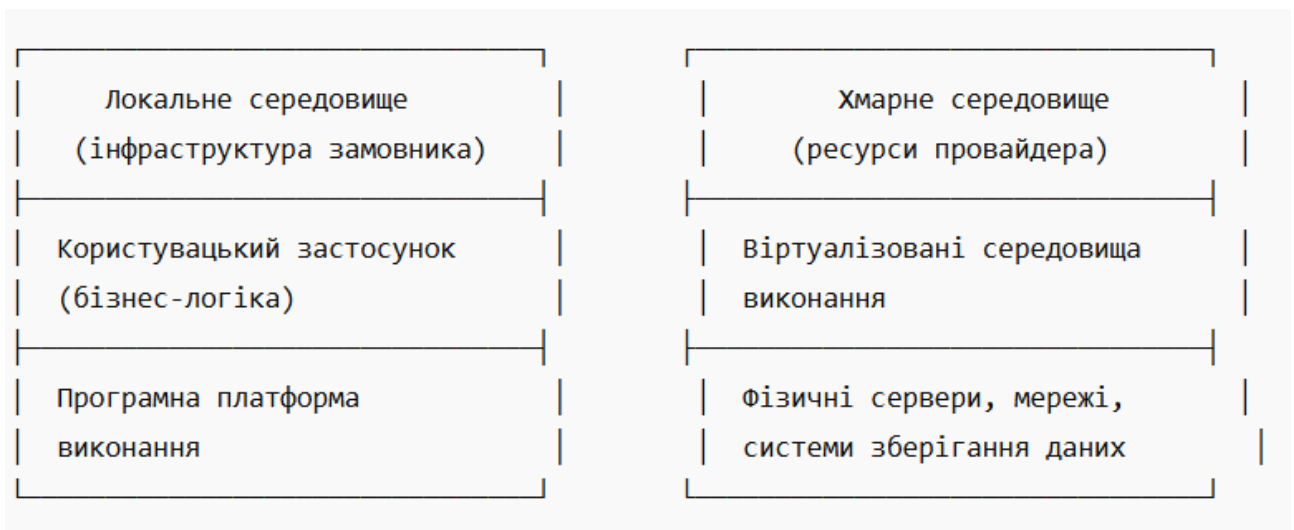 Локальне середовище
(інфраструктура замовника)
Користувацький застосунок
(бізнес-логіка)
Програмна платформа
виконання
Хмарне середовище
(ресурси провайдера)
Віртуалізовані середовища
виконання
Фізичні сервери, мережі,
системи зберігання даних